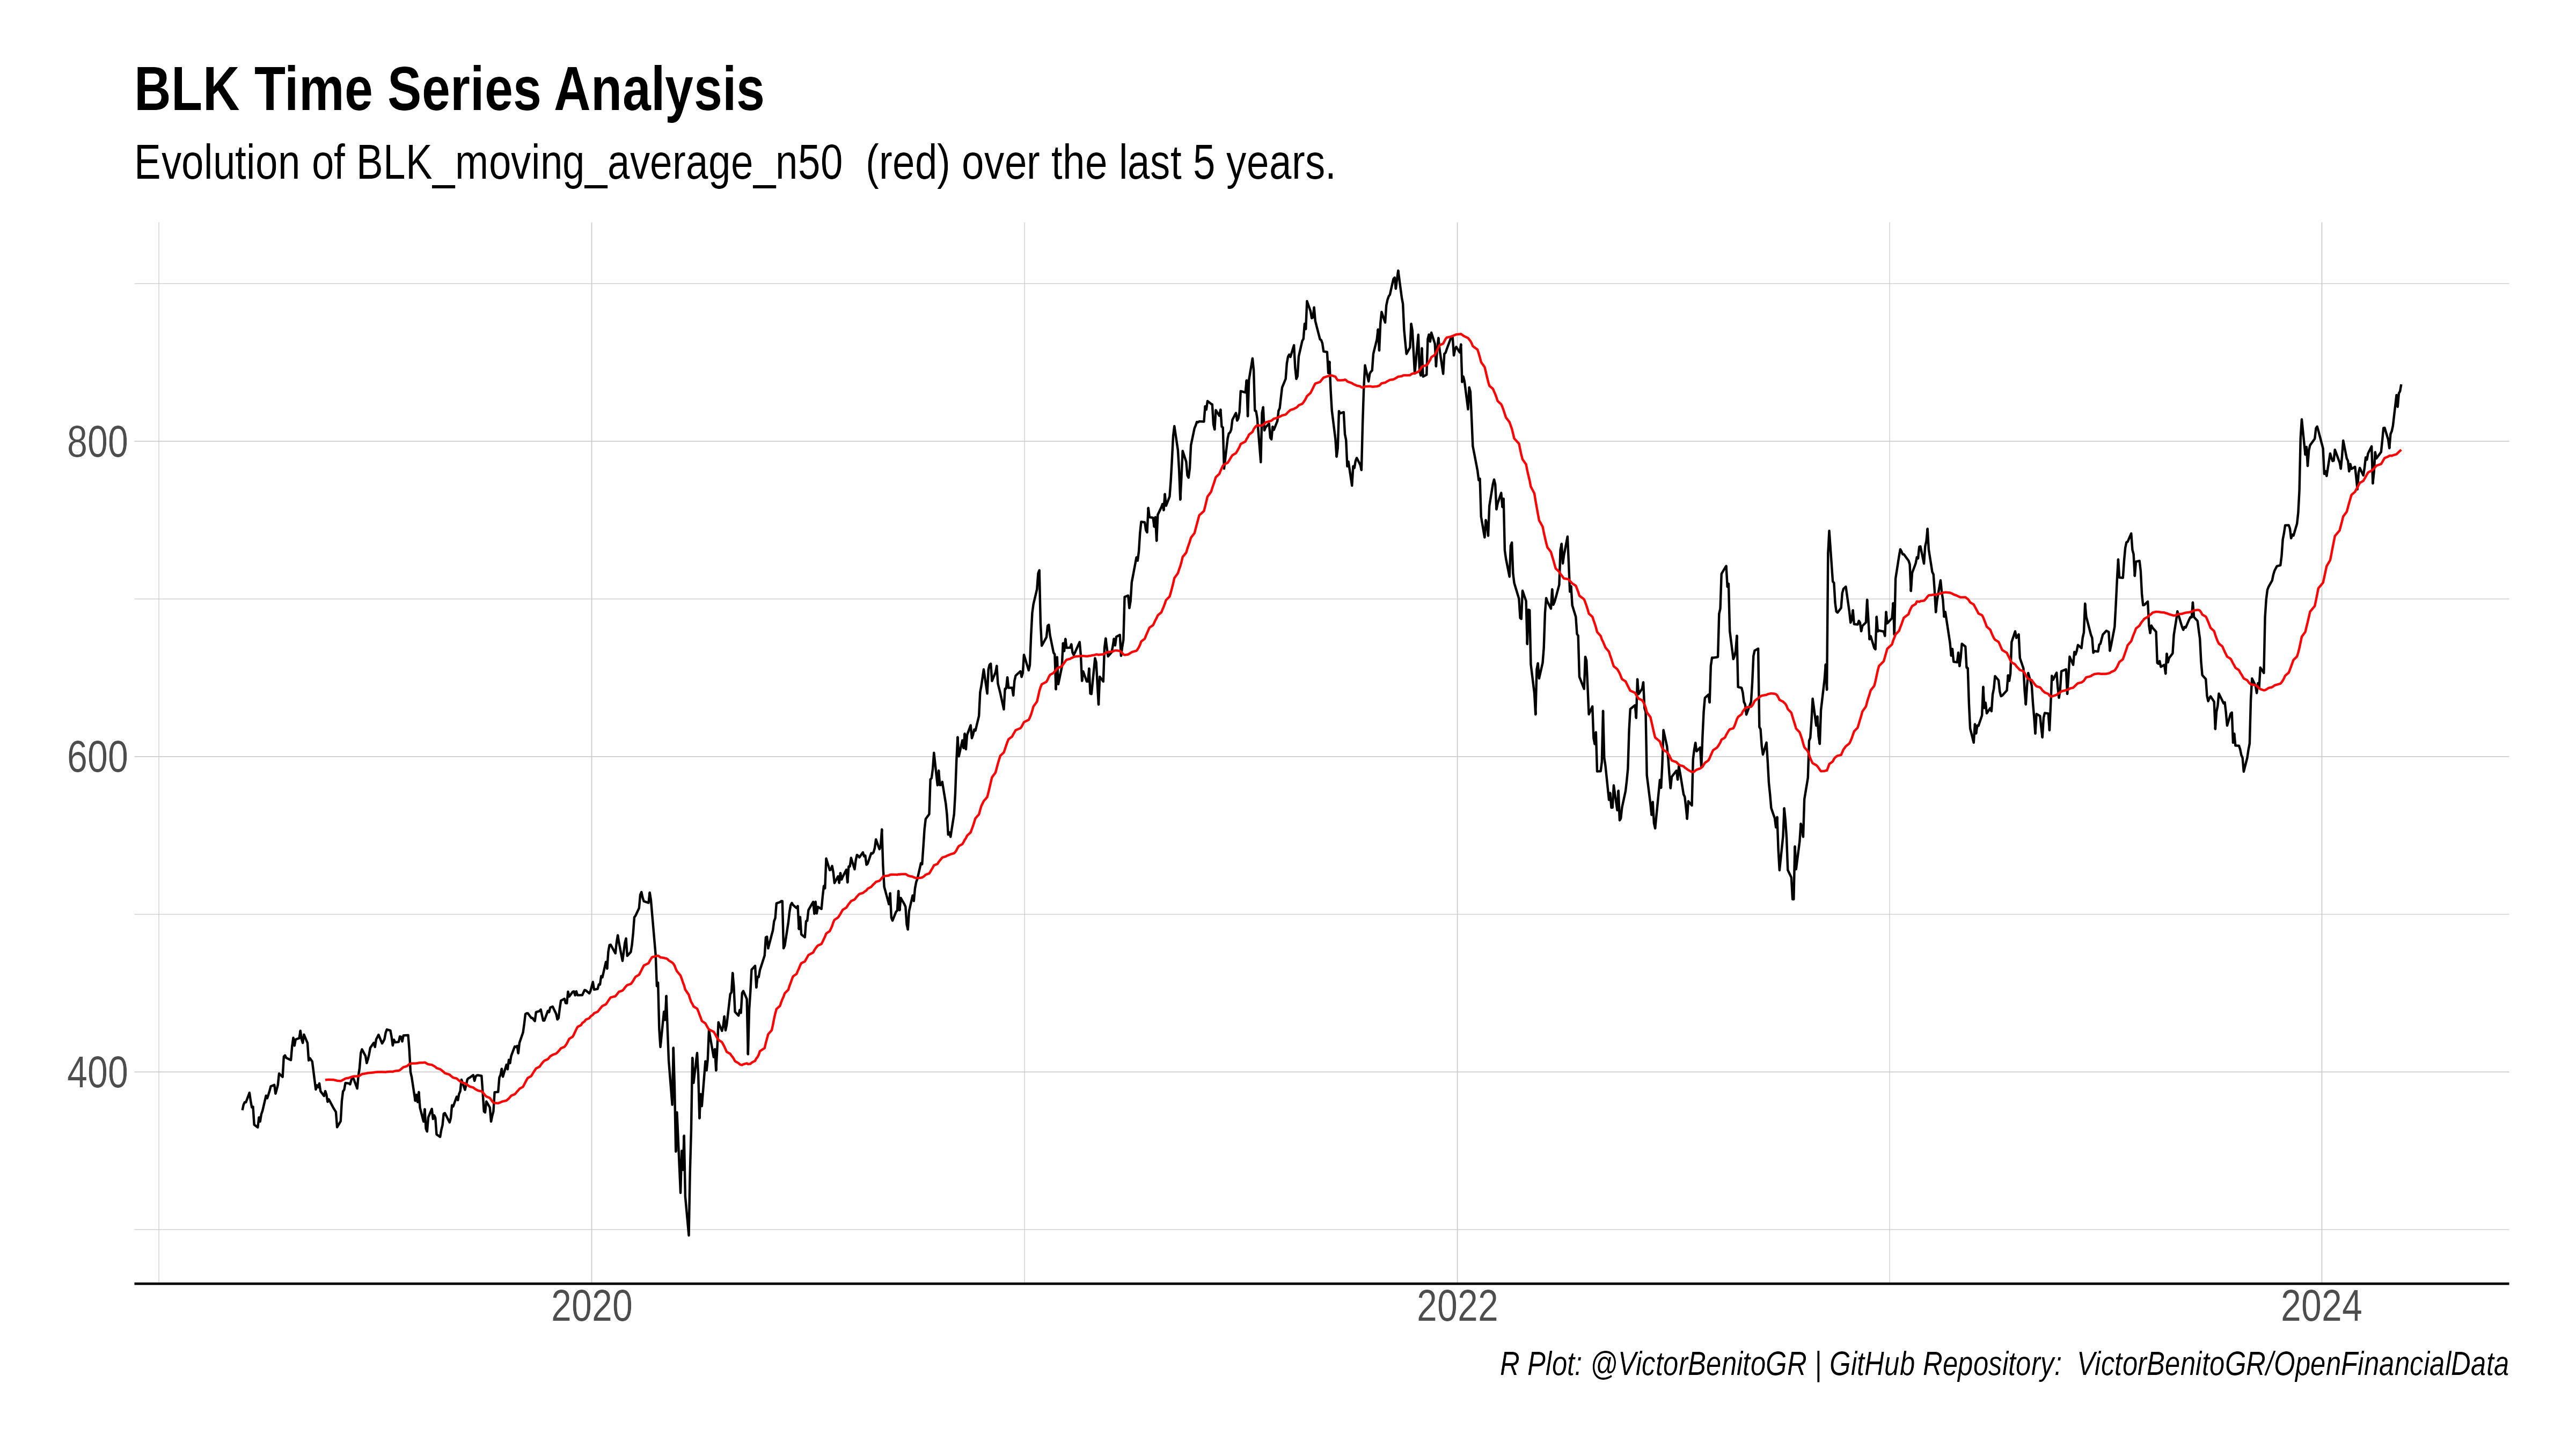 BLK Time Series Analysis
Evolution of BLK_moving_average_n50  (red) over the last 5 years.
800
600
400
2020
2022
2024
R Plot: @VictorBenitoGR | GitHub Repository:  VictorBenitoGR/OpenFinancialData